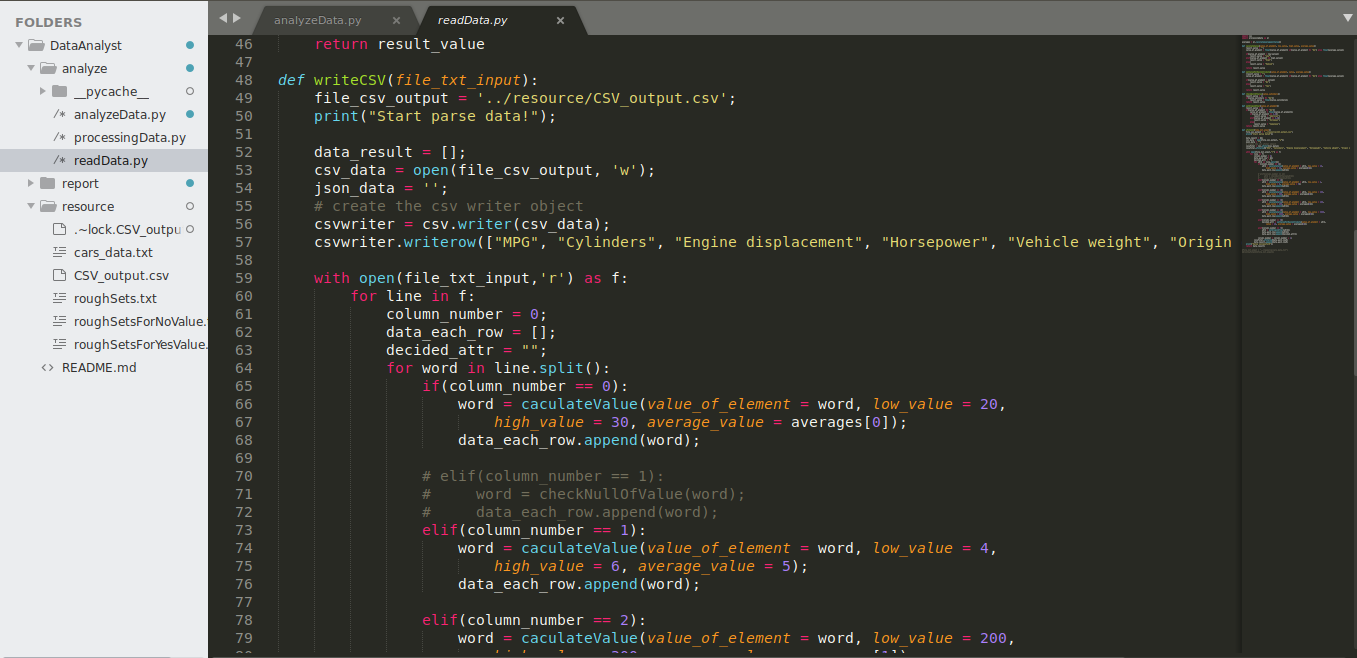 FOLDERS
DataAnalyst
analyze
__pycache__
/* analyzeData.py
/* processingData.py
/* readData.py
report
resource
.~lock.CSV_outpu
cars_data.txt
CSV_output.csv
roughSets.txt
roughSetsForNoValue.
roughSetsForYesValue.
<> README.md
analyzeData.py ×
readData.py ×
46 return result_value
47
48 def writeCSV(file_txt_input):
49 file_csv_output = '../resource/CSV_output.csv';
50 print("Start parse data!");
51
52 data_result = [];
53 csv_data = open(file_csv_output, 'w');
54 json_data = '';
55 # create the csv writer object
56 csvwriter = csv.writer(csv_data);
57 csvwriter.writerow(["MPG", "Cylinders", "Engine displacement", "Horsepower", "Vehicle weight", "Origin
58
59 with open(file_txt_input,'r') as f:
60 for line in f:
61 column_number = 0;
62 data_each_row = [];
63 decided_attr = "";
64 for word in line.split():
65 if(column_number == 0):
66 word = caculateValue(value_of_element = word, low_value = 20,
67 high_value = 30, average_value = averages[0]);
68 data_each_row.append(word);
69
70 # elif(column_number == 1):
71 # word = checkNullOfValue(word);
72 # data_each_row.append(word);
73 elif(column_number == 1):
74 word = caculateValue(value_of_element = word, low_value = 4,
75 high_value = 6, average_value = 5);
76 data_each_row.append(word);
77
78 elif(column_number == 2):
79 word = caculateValue(value_of_element = word, low_value = 200,